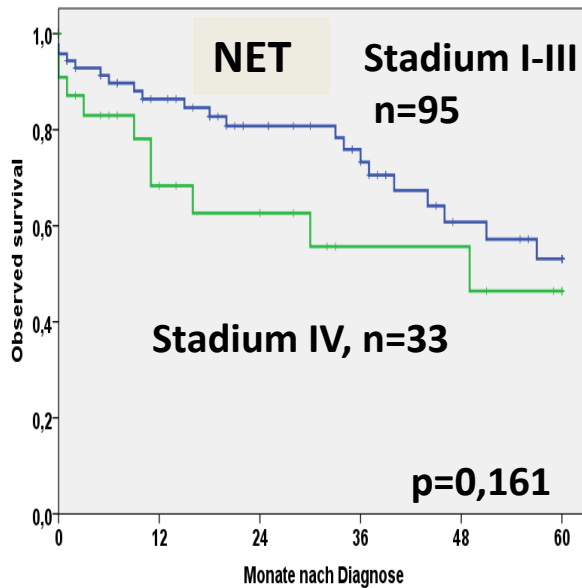 NET
Stadium I-III
n=95
Observed survival
1,0
0,8
0,6
0,4
0,2
0,0
Stadium IV, n=33
p=0,161
0 12 24 36 48 60
Monate nach Diagnose